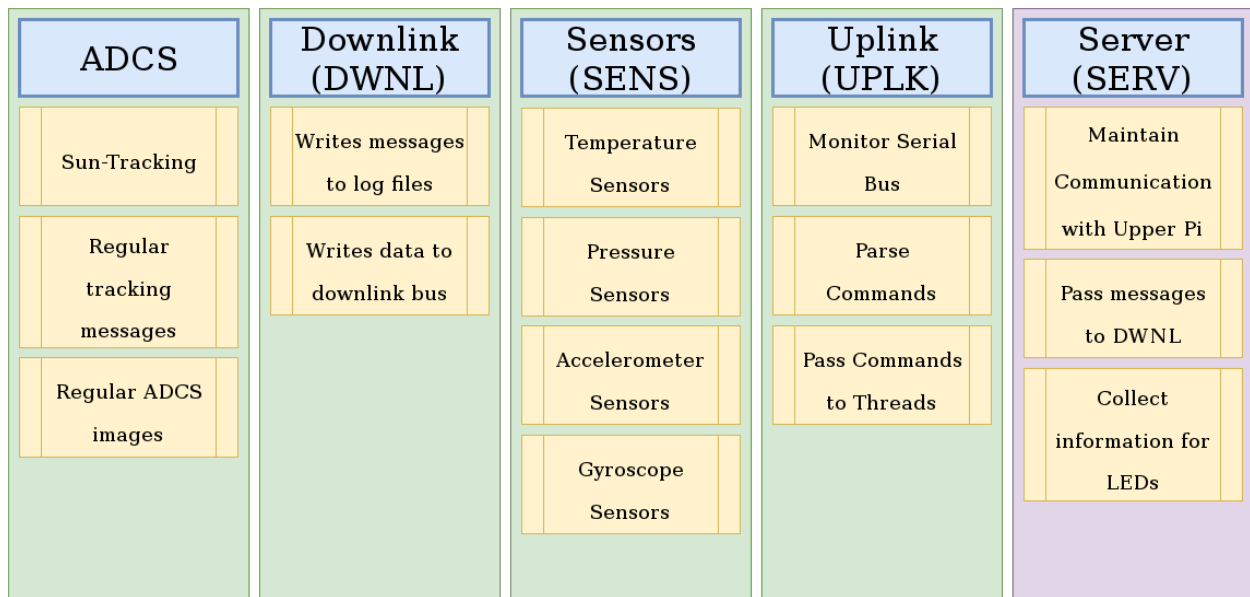 ADCS
Sun-Tracking
Regular
tracking
messages
Regular ADCS
images
Downlink
(DWNL)
Writes messages
to log files
Writes data to
downlink bus
Sensors
(SENS)
Temperature
Sensors
Pressure
Sensors
Accelerometer
Sensors
Gyroscope
Sensors
Uplink
(UPLK)
Monitor Serial
Bus
Parse
Commands
Pass Commands
to Threads
Server
(SERV)
Maintain
Communication
with Upper Pi
Pass messages
to DWNL
Collect
information for
LEDs